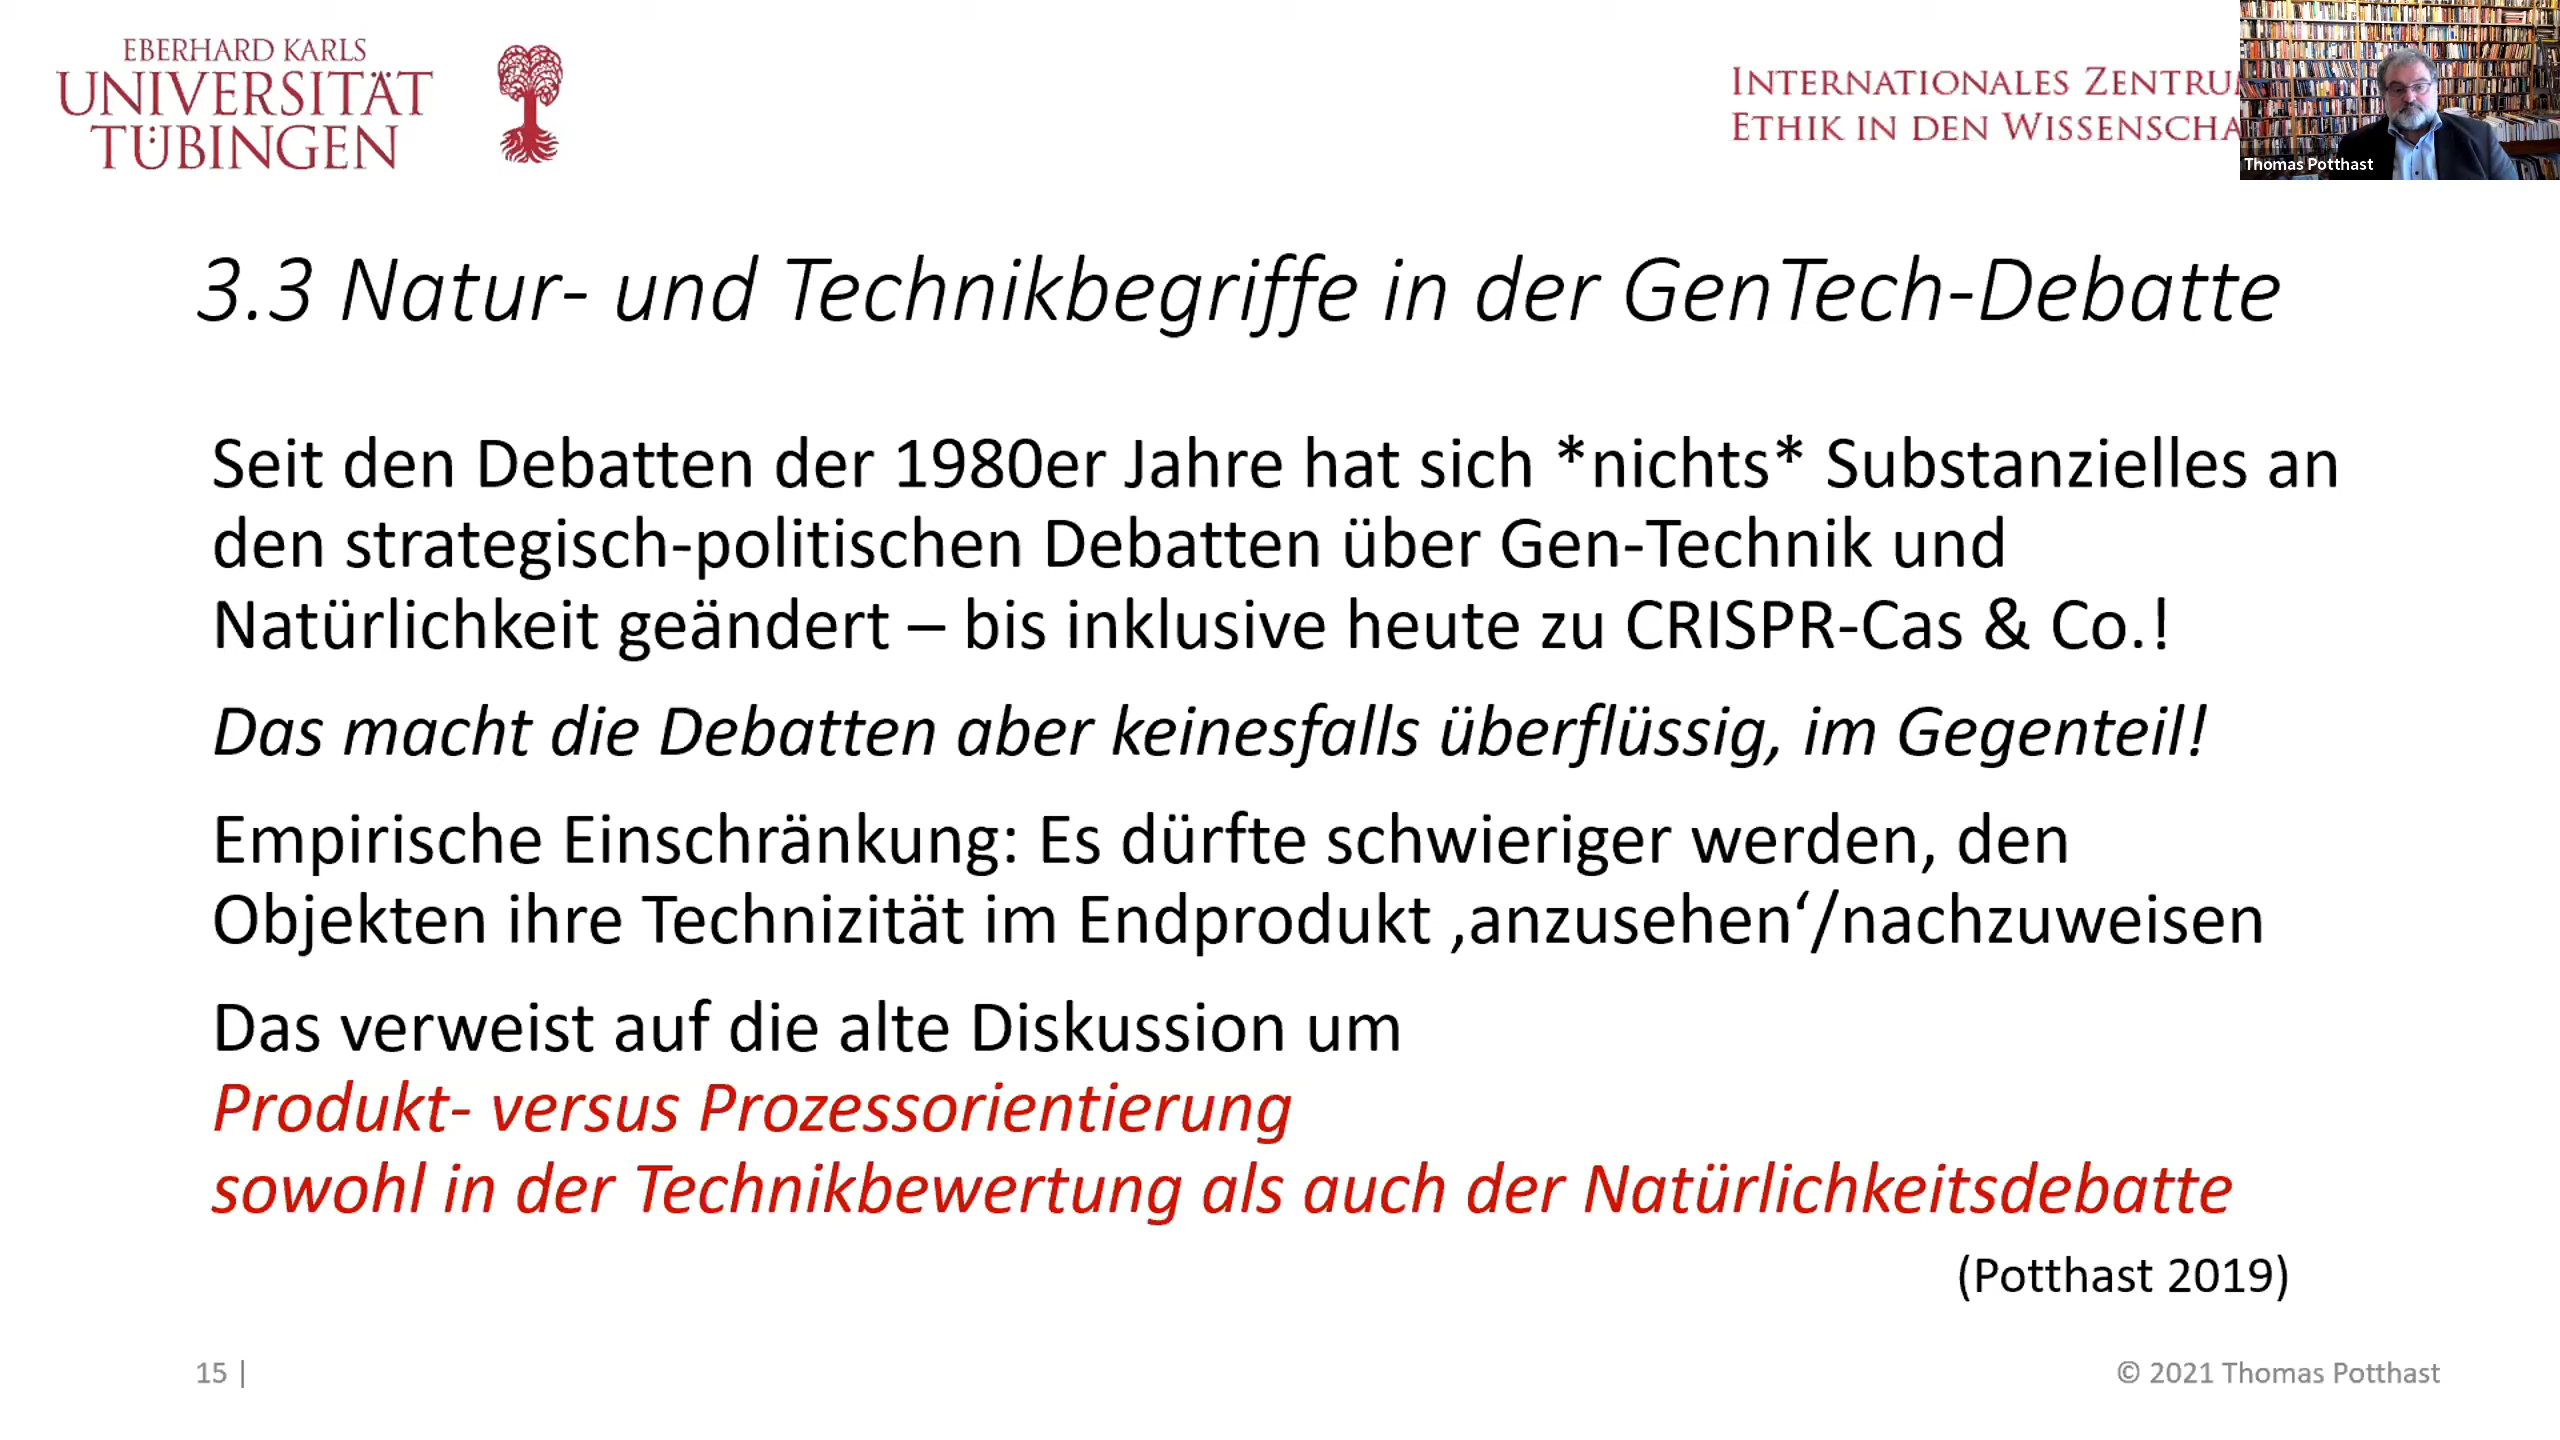 EBERHARD KARLS
UNIVERSITÄT
TÜBINGEN
INTERNATIONALES
ETHIK IN DEN
Thomas Potthast
3.3 Natur- und Technikbegriffe in der GenTech-Debatte
Seit den Debatten der 1980er Jahre hat sich *nichts* Substanzielles an
den strategisch-politischen Debatten über Gen-Technik und
Natürlichkeit geändert – bis inklusive heute zu CRISPR-Cas & Co.!
Das macht die Debatten aber keinesfalls überflüssig, im Gegenteil!
Empirische Einschränkung: Es dürfte schwieriger werden, den
Objekten ihre Technizität im Endprodukt ‚anzusehen‘/nachzuweisen
Das verweist auf die alte Diskussion um
Produkt- versus Prozessorientierung
sowohl in der Technikbewertung als auch der Natürlichkeitsdebatte
(Potthast 2019)
15 |
© 2021 Thomas Potthast